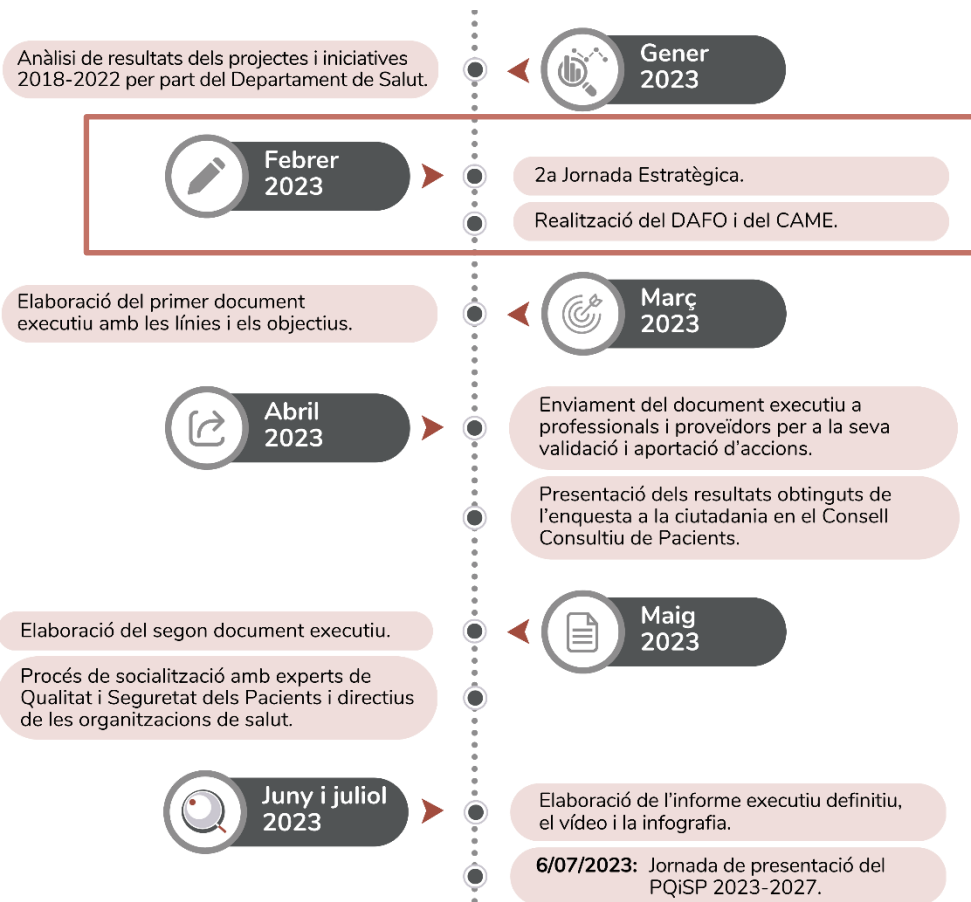 Gener
2023
Anàlisi de resultats dels projectes i iniciatives
2018-2022 per part del Departament de Salut.
Febrer
2023
2a Jornada Estratègica.
Realització del DAFO i del CAME.
Març
2023
Elaboració del primer document
executiu amb les línies i els objectius.
Abril
2023
Enviament del document executiu a
professionals i proveïdors per a la seva
validació i aportació d’accions.
Presentació dels resultats obtinguts de
l’enquesta a la ciutadania en el Consell
Consultiu de Pacients.
Maig
2023
Elaboració del segon document executiu.
Procés de socialització amb experts de
Qualitat i Seguretat dels Pacients i directius
de les organitzacions de salut.
Juny i juliol
2023
Elaboració de l’informe executiu definitiu,
el vídeo i la infografia.
6/07/2023: Jornada de presentació del
PQiSP 2023-2027.